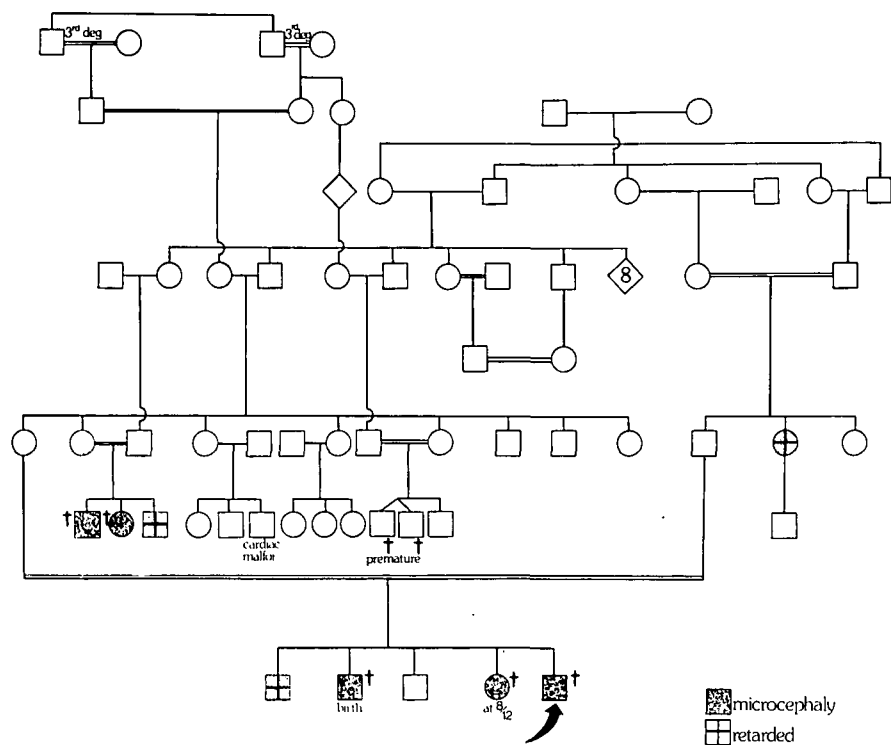 3rd deg
3rd deg
8
cardiac
malfor
premature
birth
at 8/12
microcephaly
retarded